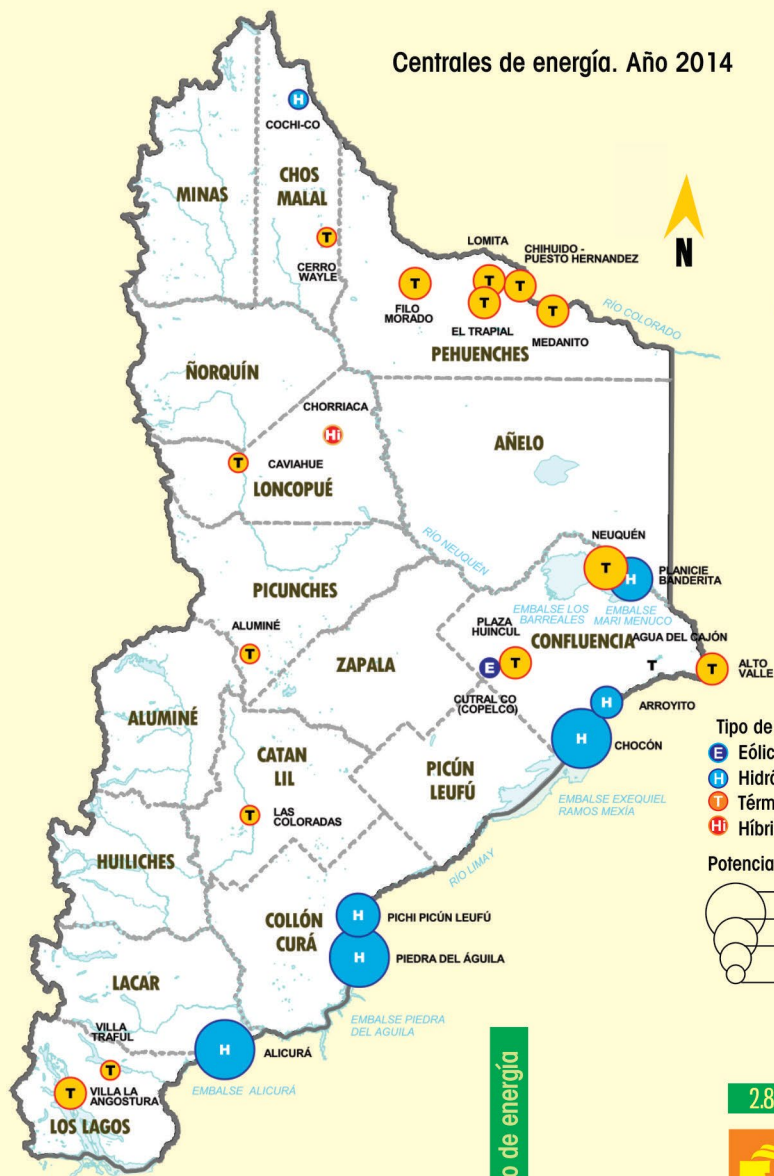 Centrales de energía. Año 2014
H
COCHI-CO
MINAS
CHOS
MALAL
N
T
CERRO
WAYLE
LOMITA
CHIHUIDO -
PUESTO HERNANDEZ
T
FILO
MORADO
T
T
T
EL TRAPIAL
T
MEDANITO
RÍO COLORADO
PEHUENCHES
ÑORQUÍN
CHORRIACA
Hi
AÑELO
T
CAVIAHUE
LONCOPUÉ
RÍO NEUQUÉN
NEUQUÉN
T
H
PLANICIE
BANDERITA
PICUNCHES
EMBALSE LOS
BARREALES
EMBALSE
MARI MENUCO
ALUMINÉ
T
PLAZA
HUINCUL
CONFLUENCIA
AGUA DEL CAJÓN
ZAPALA
E
T
T
T
ALTO
VALLE
CUTRAL CO
(COPELCO)
ALUMINÉ
H
ARROYITO
H
CHOCÓN
CATAN
LIL
PICÚN
LEUFÚ
T
LAS
COLORADAS
EMBALSE EXEQUIEL
RAMOS MEXÍA
HUILICHES
RÍO LIMAY
COLLÓN
CURÁ
H
PICHI PICÚN LEUFÚ
H
PIEDRA DEL ÁGUILA
LACAR
EMBALSE PIEDRA
DEL AGUILA
VILLA
TRAFUL
T
H
ALICURÁ
EMBALSE ALICURÁ
T
VILLA LA
ANGOSTURA
LOS LAGOS
Tipo de
E Eólic
H Hidrá
T Térm
Hi Híbri
Potencia
o de energía
2.8